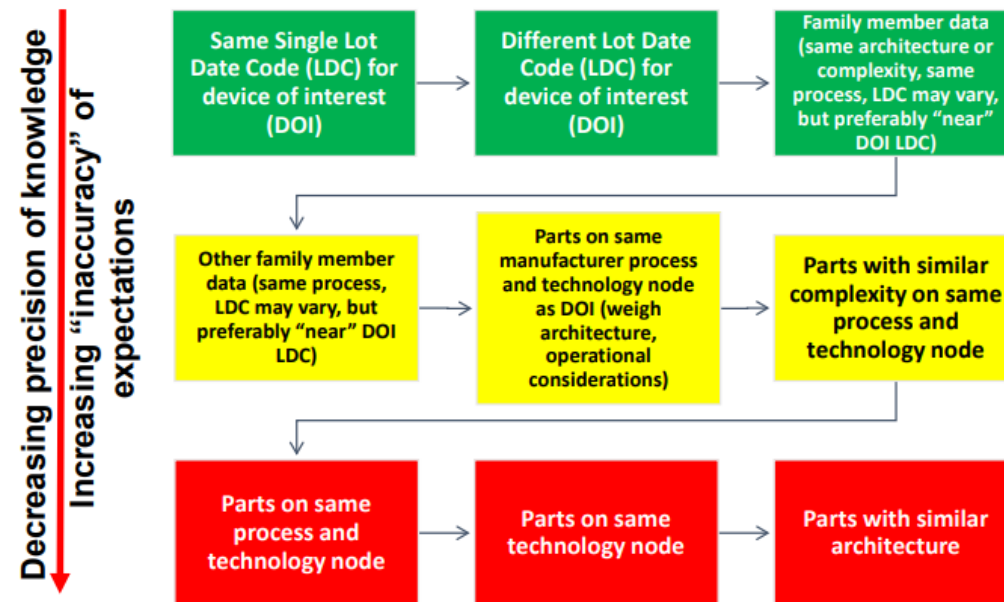 Decreasing precision of knowledge
Increasing “inaccuracy” of
expectations
Same Single Lot
Date Code (LDC) for
device of interest
(DOI)
Different Lot Date
Code (LDC) for
device of interest
(DOI)
Family member data
(same architecture or
complexity, same
process, LDC may vary,
but preferably “near”
DOI LDC)
Other family member
data (same process,
LDC may vary, but
preferably “near” DOI
LDC)
Parts on same
manufacturer process
and technology node
as DOI (weigh
architecture,
operational
considerations)
Parts with similar
complexity on same
process and
technology node
Parts on same
process and
technology node
Parts on same
technology node
Parts with similar
architecture